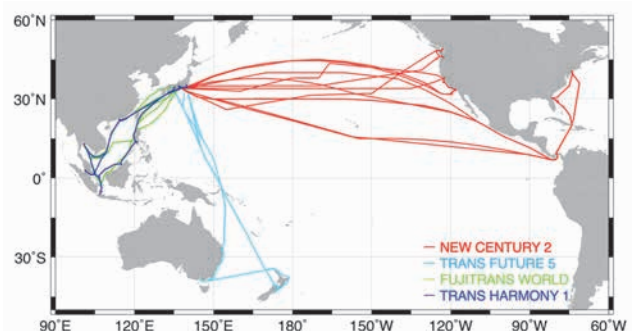 60°N
30°N
0°
30°S
NEW CENTURY 2
TRANS FUTURE 5
FUJITRANS WORLD
TRANS HARMONY 1
90°E 120°E 150°E 180° 150°W 120°W 90°W 60°W